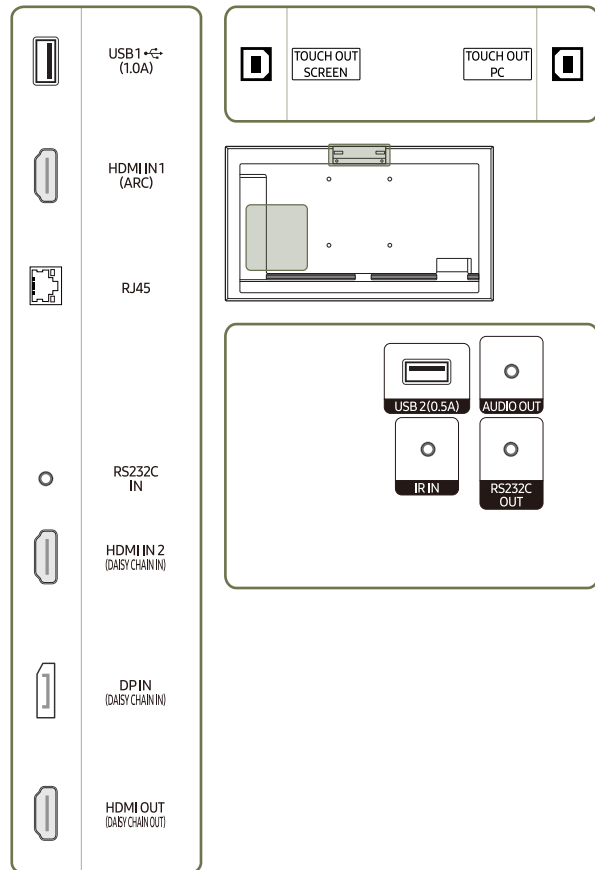 USB1
(1.0A)
HDMI IN 1
(ARC)
RJ45
RS232C
IN
HDMI IN 2
(DAISY CHAIN IN)
DP IN
(DAISY CHAIN IN)
HDMI OUT
(DAISY CHAIN OUT)
TOUCH OUT
SCREEN
TOUCH OUT
PC
USB 2(0.5A)
AUDIO OUT
IR IN
RS232C
OUT